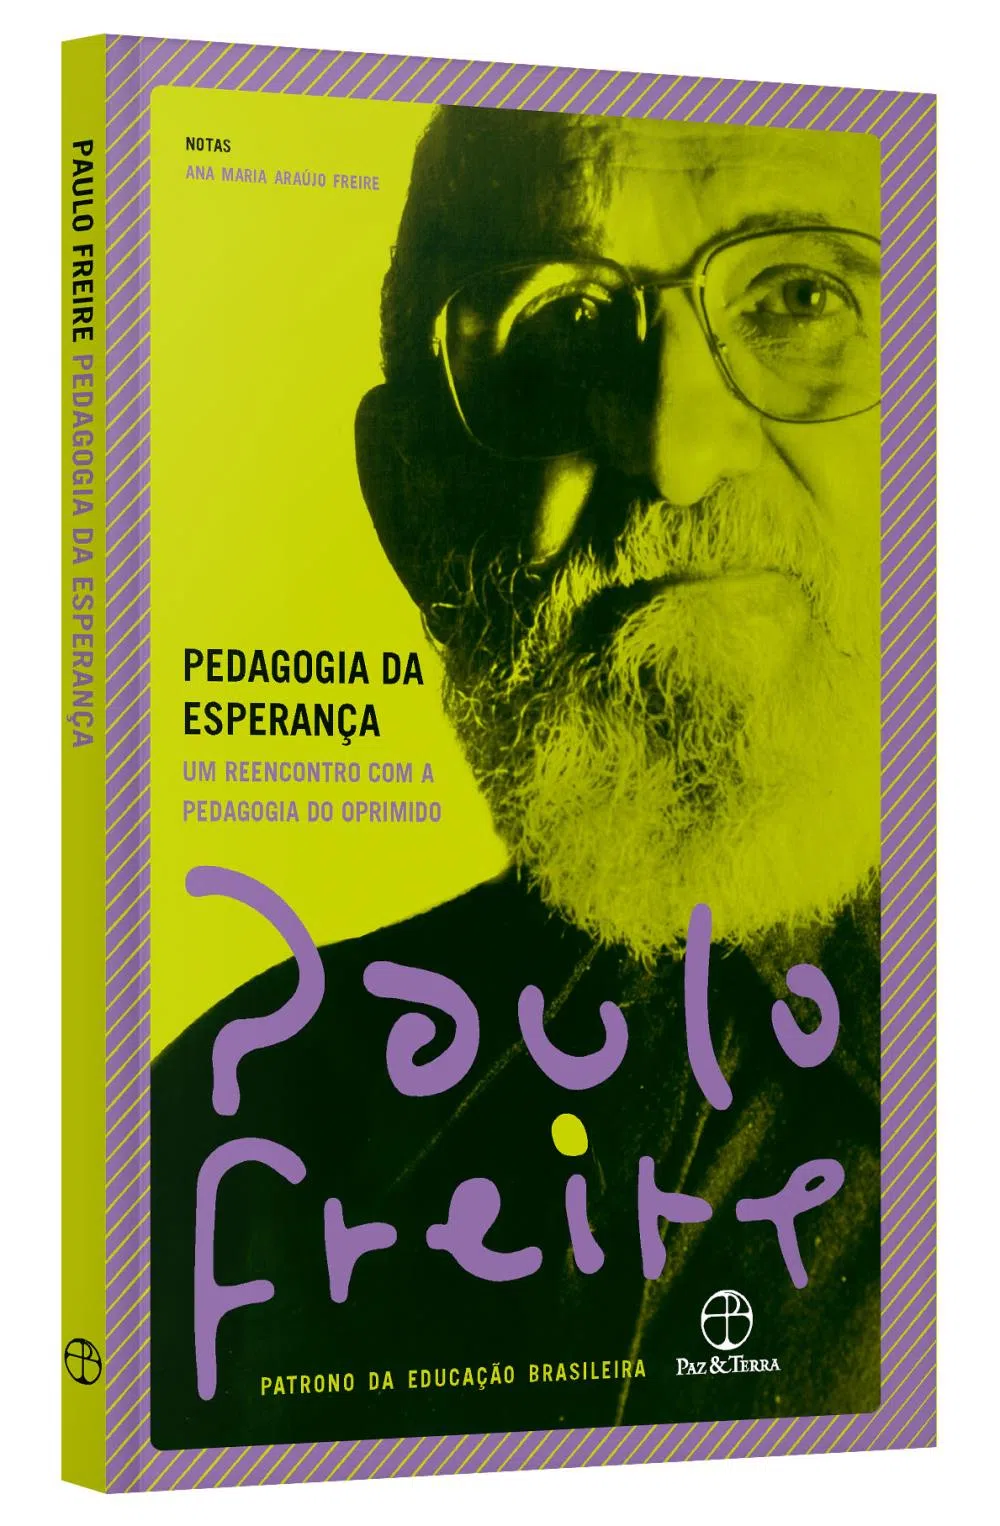 PAULO FREIRE PEDAGOGIA DA ESPERANÇA
NOTAS
ANA MARIA ARAÚJO FREIRE
PEDAGOGIA DA
ESPERANÇA
UM REENCONTRO COM A
PEDAGOGIA DO OPRIMIDO
Paulo
Freire
PATRONO DA EDUCAÇÃO BRASILEIRA
PAZ & TERRA